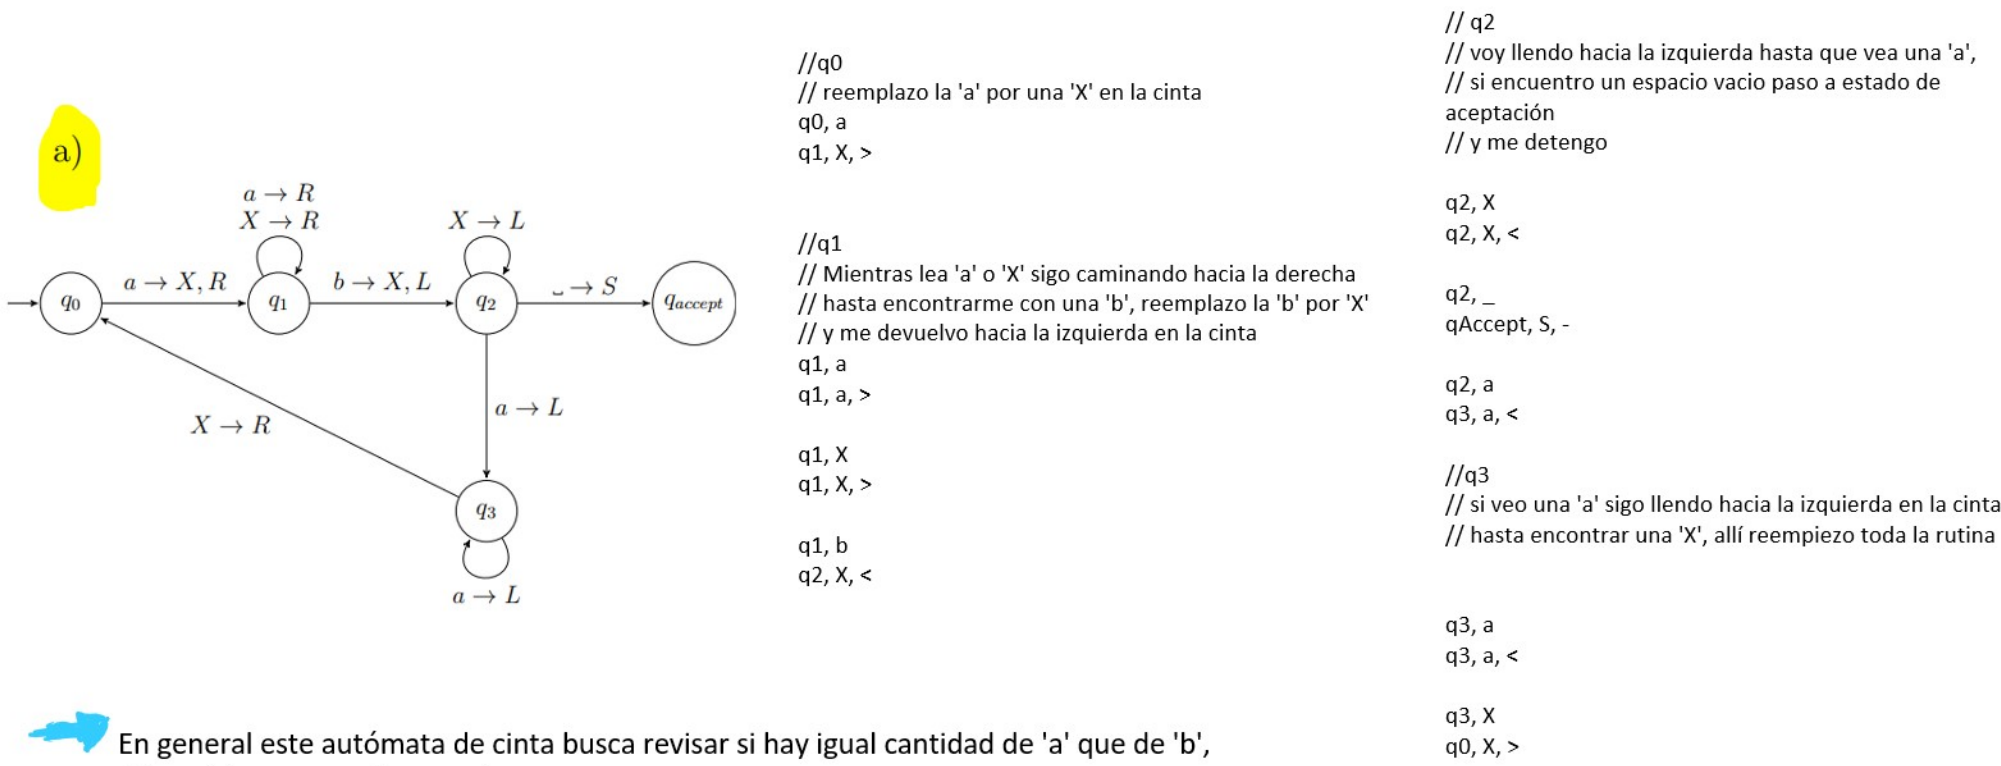 a)
a → R
X → R
X → L
a → X, R
b → X, L
␣ → S
q0
q1
q2
qaccept
a → L
X → R
q3
a → L
//q0
// reemplazo la 'a' por una 'X' en la cinta
q0, a
q1, X, >
//q1
// Mientras lea 'a' o 'X' sigo caminando hacia la derecha
// hasta encontrarme con una 'b', reemplazo la 'b' por 'X'
// y me devuelvo hacia la izquierda en la cinta
q1, a
q1, a, >
q1, X
q1, X, >
q1, b
q2, X, <
// q2
// voy llendo hacia la izquierda hasta que vea una 'a',
// si encuentro un espacio vacio paso a estado de
aceptación
// y me detengo
q2, X
q2, X, <
q2, _
qAccept, S, -
q2, a
q3, a, <
//q3
// si veo una 'a' sigo llendo hacia la izquierda en la cinta
// hasta encontrar una 'X', allí reempiezo toda la rutina
q3, a
q3, a, <
q3, X
q0, X, >
En general este autómata de cinta busca revisar si hay igual cantidad de 'a' que de 'b',